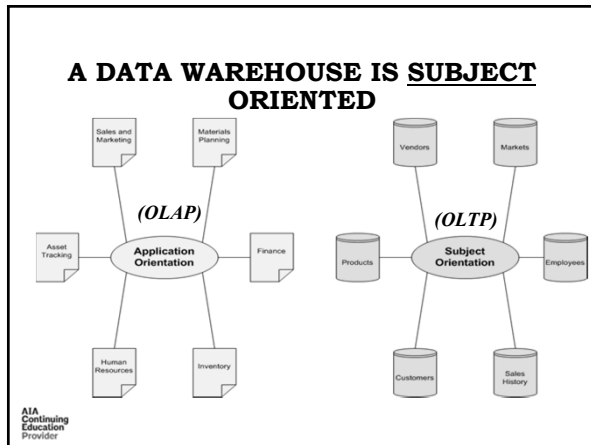 A DATA WAREHOUSE IS SUBJECT
ORIENTED
Sales and
Marketing
Materials
Planning
(OLAP)
Asset
Tracking
Application
Orientation
Finance
Human
Resources
Inventory
Vendors
Markets
(OLTP)
Products
Subject
Orientation
Employees
Customers
Sales
History
AIA
Continuing
Education
Provider